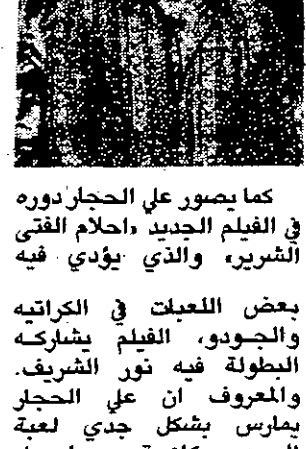 كما يصور علي الحجار دوره
في الفيلم الجديد «احلام الفتى
الشرير» والذي يؤدي فيه
بعض اللعبات في الكراتيه
والجودو، الفيلم يشاركه
البطولة فيه نور الشريف.
والمعروف ان علي الحجار
يمارس بشكل جدي لعبة